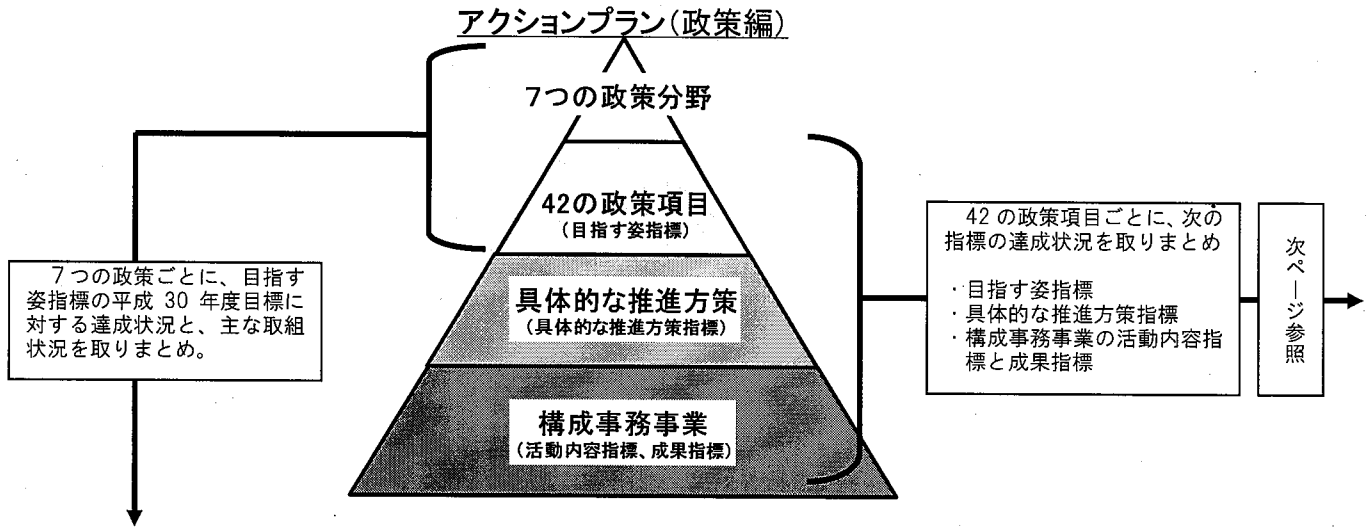 アクションプラン(政策編)
7つの政策分野
42の政策項目
(目指す姿指標)
具体的な推進方策
(具体的な推進方策指標)
構成事務事業
(活動内容指標、成果指標)
7つの政策ごとに、目指す
姿指標の平成 30 年度目標に
対する達成状況と、主な取組
状況を取りまとめ。
42 の政策項目ごとに、次の
指標の達成状況を取りまとめ
・目指す姿指標
・具体的な推進方策指標
・構成事務事業の活動内容指
標と成果指標
次ページ参照